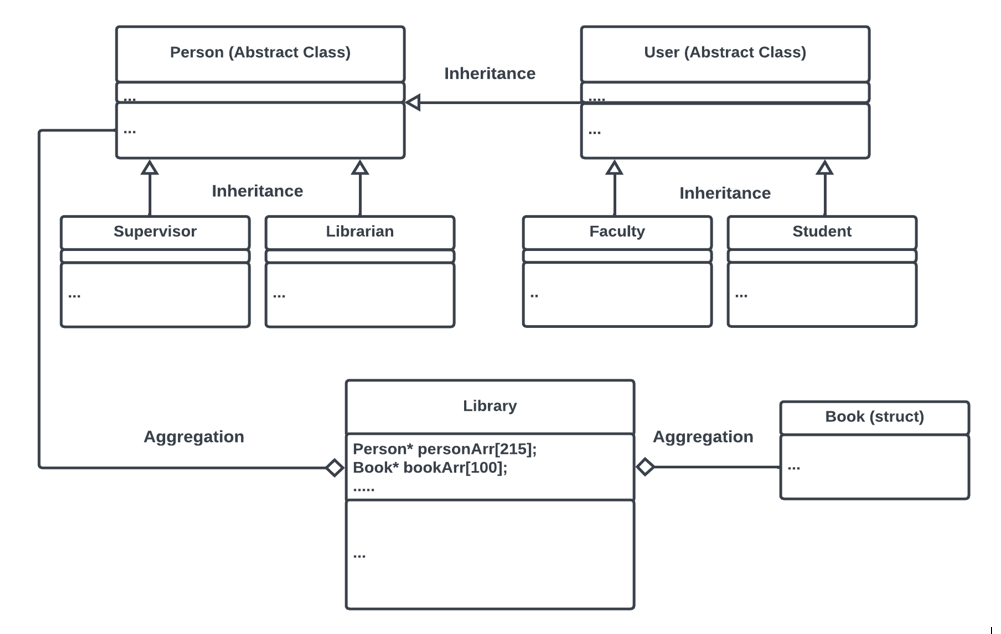 Person (Abstract Class)
...
...
Inheritance
User (Abstract Class)
....
...
Inheritance
Supervisor
...
Librarian
...
Inheritance
Faculty
..
Student
...
Aggregation
Library
Person* personArr[215];
Book* bookArr[100];
.....
...
Aggregation
Book (struct)
...